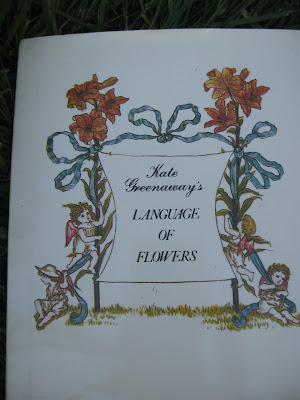 Kate
Greenaway's
LANGUAGE
OF
FLOWERS